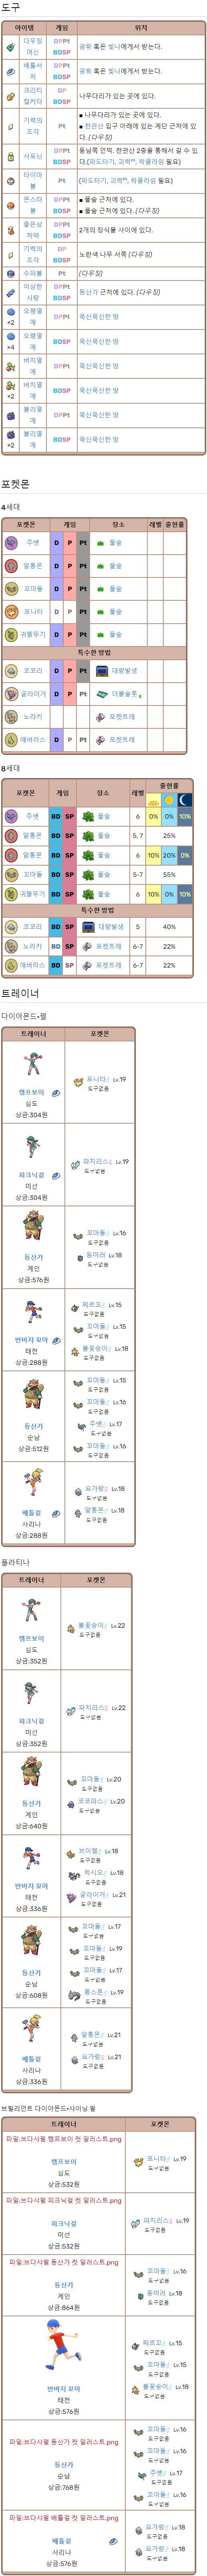 도구
아이템 게임 위치
다우징머신 DPPt BDSP 광휘 혹은 빛나에게서 받는다.
배틀서처 DPPt BDSP 광휘 혹은 빛나에게서 받는다.
크리티컬커터 DPPt BDSP 나무다리가 있는 곳에 있다.
기력의조각 Pt ■ 나무다리가 있는 곳에 있다.
■ 천관산 입구 아래에 있는 계단 근처에 있다.(다우징)
사포닌 DPPt BDSP 동남쪽 언덕. 천관산 2층을 통해서 갈 수 있다.(파도타기, 괴력, 락클라임 필요)
타이마볼 Pt (파도타기, 괴력, 락클라임 필요)
몬스터볼 DPPt BDSP ■ 풀숲 근처에 있다.
■ 풀숲 근처에 있다. (다우징)
좋은상처약 DPPt BDSP 2개의 장식물 사이에 있다.
기력의조각 DP BDSP 노란색 나무 서쪽 (다우징)
수퍼볼 Pt (다우징)
이상한사탕 DPPt BDSP 동산가 근처에 있다. (다우징)
오랭열매 ×2 DPPt 푹신푹신한 땅
오랭열매 ×4 BDSP 푹신푹신한 땅
버치열매 DPPt 푹신푹신한 땅
버치열매 ×2 BDSP 푹신푹신한 땅
블리열매 DPPt 푹신푹신한 땅
블리열매 ×2 BDSP 푹신푹신한 땅
포켓몬
4세대
포켓몬 게임 장소 레벨 출현률
주뱃 D P Pt 풀숲
알통몬 D P Pt 풀숲
꼬마돌 D P Pt 풀숲
포니타 D P Pt 풀숲
귀뚤뚜기 D P Pt 풀숲
특수한 방법
코코리 D P Pt 대량발생
글라이거 D P Pt 더블슬롯
노라키 포켓트레
애버라스 D P Pt 포켓트레
8세대
포켓몬 게임 장소 레벨 출현률
주뱃 BD SP 풀숲 6 0% 0% 10%
알통몬 BD SP 풀숲 5, 7 25%
알통몬 BD SP 풀숲 6 10% 20% 0%
꼬마돌 BD SP 풀숲 5-7 55%
귀뚤뚜기 BD SP 풀숲 6 10% 0% 10%
특수한 방법
코코리 BD SP 대량발생 5 40%
노라키 BD SP 포켓트레 6-7 22%
애버라스 BD SP 포켓트레 6-7 22%
트레이너
다이아몬드•펄
트레이너 포켓몬
캠프보이
심도
상금:304원
포니타♂ Lv.19
도구없음
피크닉걸
미선
상금:304원
파치리스♀ Lv.19
도구없음
등산가
계인
상금:576원
꼬마돌♂ Lv.16
도구없음
동미러 Lv.18
도구없음
반바지 꼬마
태전
상금:288원
찌르꼬♂ Lv.15
도구없음
꼬마돌♂ Lv.15
도구없음
불꽃숭이♂ Lv.18
도구없음
등산가
순남
상금:512원
꼬마돌♂ Lv.15
도구없음
꼬마돌♂ Lv.16
도구없음
주뱃♂ Lv.17
도구없음
꼬마돌♂ Lv.16
도구없음
배틀걸
사리나
상금:288원
요가랑♀ Lv.18
도구없음
알통몬♂ Lv.18
도구없음
플라티나
트레이너 포켓몬
캠프보이
심도
상금:352원
불꽃숭이♂ Lv.22
도구없음
피크닉걸
미선
상금:352원
파치리스♀ Lv.22
도구없음
등산가
계인
상금:640원
꼬마돌♂ Lv.20
도구없음
코코파스♂ Lv.20
도구없음
반바지 꼬마
태전
상금:336원
브이젤♂ Lv.18
도구없음
럭시오♂ Lv.18
도구없음
글라이거♂ Lv.21
도구없음
등산가
순남
상금:608원
꼬마돌♂ Lv.17
도구없음
꼬마돌♂ Lv.19
도구없음
꼬마돌♂ Lv.17
도구없음
롱스톤♂ Lv.19
도구없음
배틀걸
사리나
상금:336원
알통몬♂ Lv.21
도구없음
요가랑♀ Lv.21
도구없음
브릴리언트 다이아몬드•샤이닝 펄
트레이너 포켓몬
파일:브다샤펄 캠프보이 컷 일러스트.png
캠프보이
심도
상금:532원
포니타♂ Lv.19
도구없음
파일:브다샤펄 피크닉걸 컷 일러스트.png
피크닉걸
미선
상금:532원
파치리스♀ Lv.19
도구없음
파일:브다샤펄 등산가 컷 일러스트.png
등산가
계인
상금:864원
꼬마돌♂ Lv.16
도구없음
동미러 Lv.18
도구없음
반바지 꼬마
태전
상금:576원
찌르꼬♂ Lv.15
도구없음
꼬마돌♂ Lv.15
도구없음
불꽃숭이♂ Lv.18
도구없음
파일:브다샤펄 등산가 컷 일러스트.png
등산가
순남
상금:768원
꼬마돌♂ Lv.16
도구없음
꼬마돌♂ Lv.16
도구없음
주뱃♂ Lv.17
도구없음
꼬마돌♂ Lv.16
도구없음
파일:브다샤펄 배틀걸 컷 일러스트.png
배틀걸
사리나
상금:576원
요가랑♂ Lv.18
도구없음
요가랑♂ Lv.18
도구없음